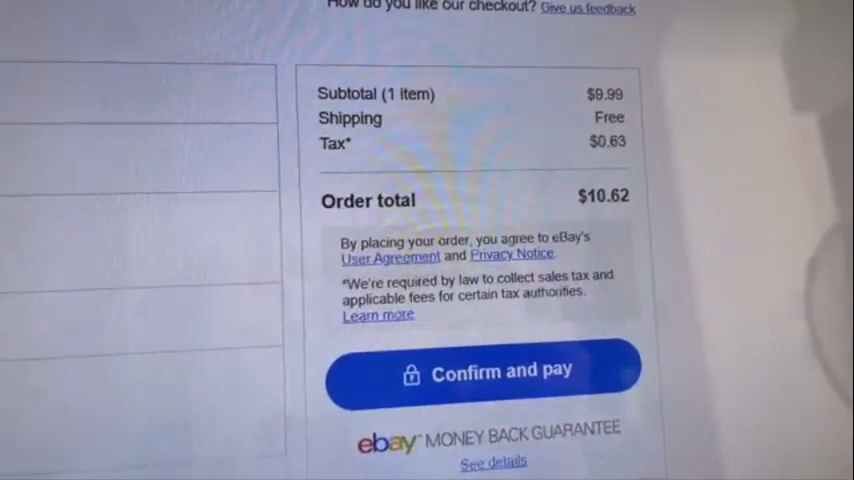 How do you like our checkout? Give us feedback
Subtotal (1 item) $9.99
Shipping Free
Tax* $0.63
Order total $10.62
By placing your order, you agree to eBay's
User Agreement and Privacy Notice.
*We're required by law to collect sales tax and
applicable fees for certain tax authorities.
Learn more
Confirm and pay
ebay MONEY BACK GUARANTEE
See details